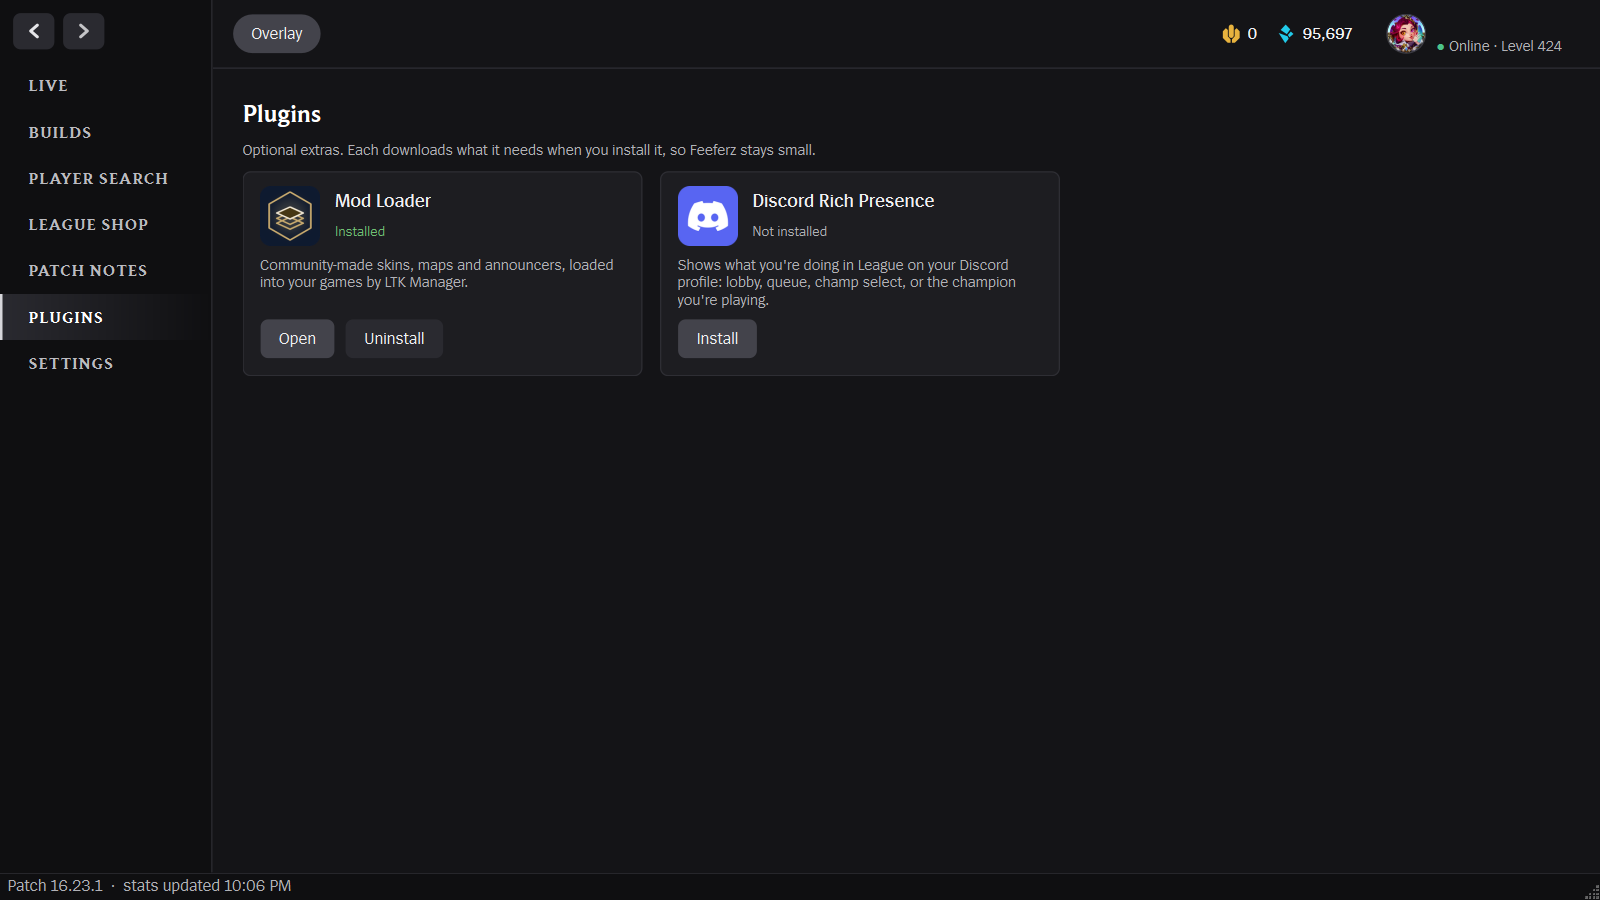 Overlay
0
95,697
Online · Level 424
LIVE
BUILDS
PLAYER SEARCH
LEAGUE SHOP
PATCH NOTES
PLUGINS
SETTINGS
Plugins
Optional extras. Each downloads what it needs when you install it, so Feeferz stays small.
Mod Loader
Installed
Community-made skins, maps and announcers, loaded
into your games by LTK Manager.
Open
Uninstall
Discord Rich Presence
Not installed
Shows what you're doing in League on your Discord
profile: lobby, queue, champ select, or the champion
you're playing.
Install
Patch 16.23.1 · stats updated 10:06 PM